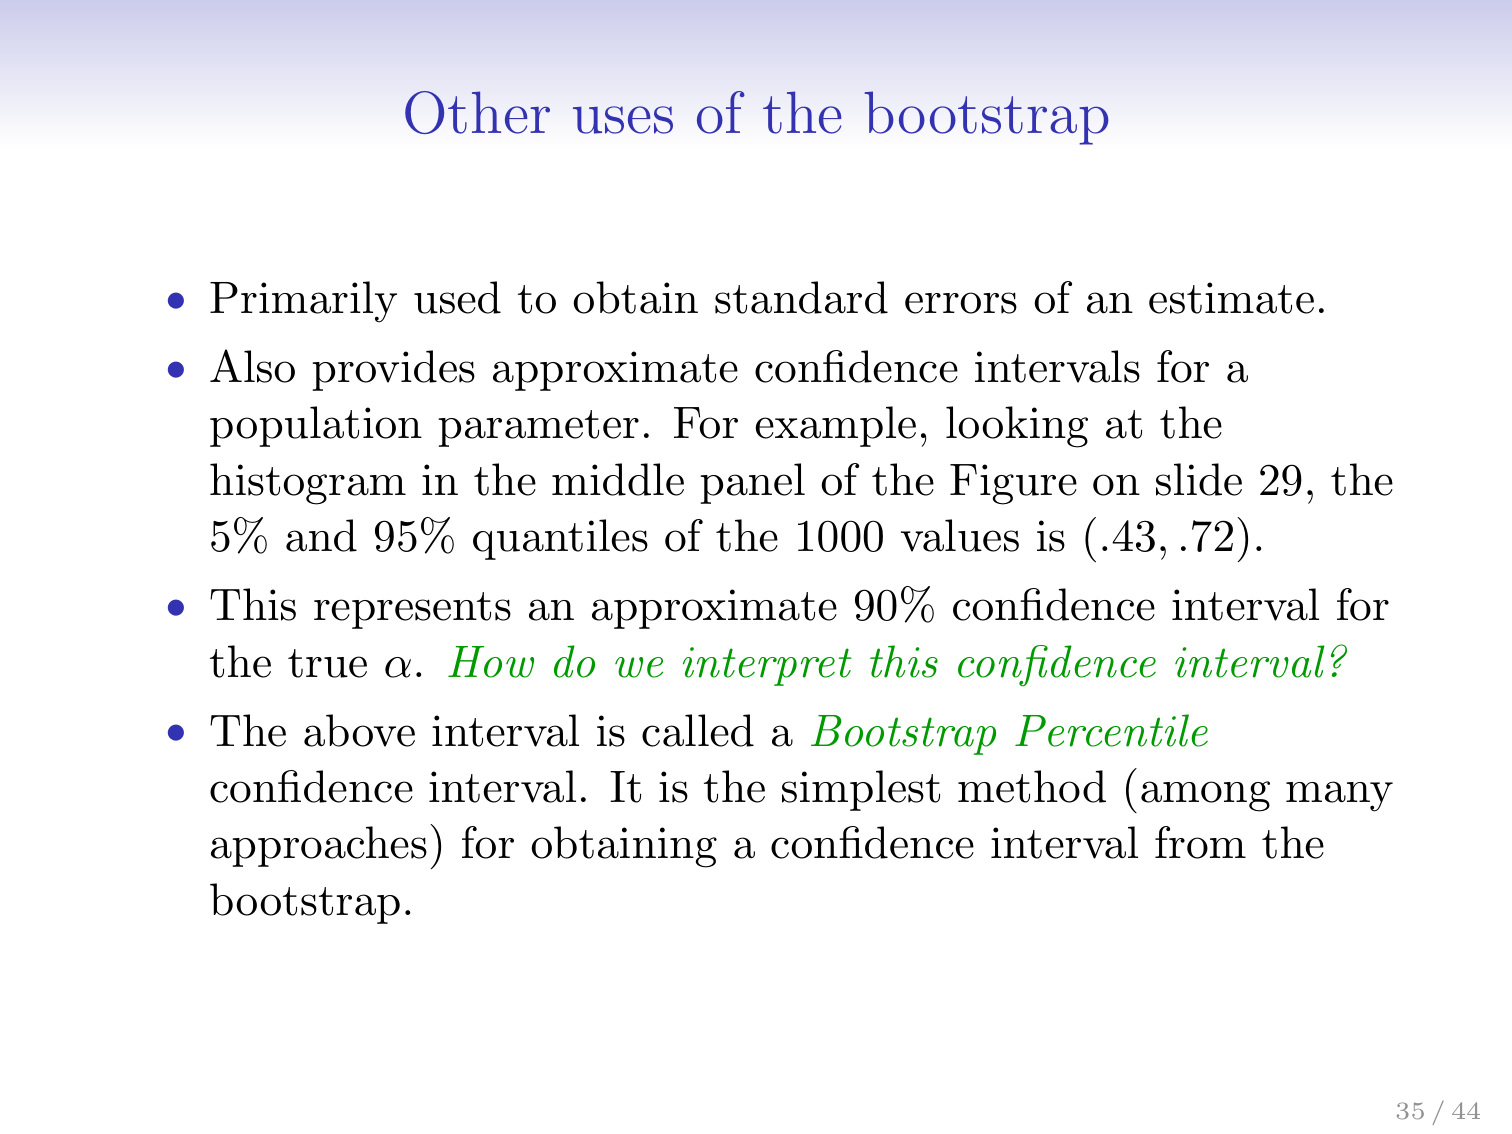 Other uses of the bootstrap
• Primarily used to obtain standard errors of an estimate.
• Also provides approximate confidence intervals for a
population parameter. For example, looking at the
histogram in the middle panel of the Figure on slide 29, the
5% and 95% quantiles of the 1000 values is (.43, .72).
• This represents an approximate 90% confidence interval for
the true α. How do we interpret this confidence interval?
• The above interval is called a Bootstrap Percentile
confidence interval. It is the simplest method (among many
approaches) for obtaining a confidence interval from the
bootstrap.
35 / 44